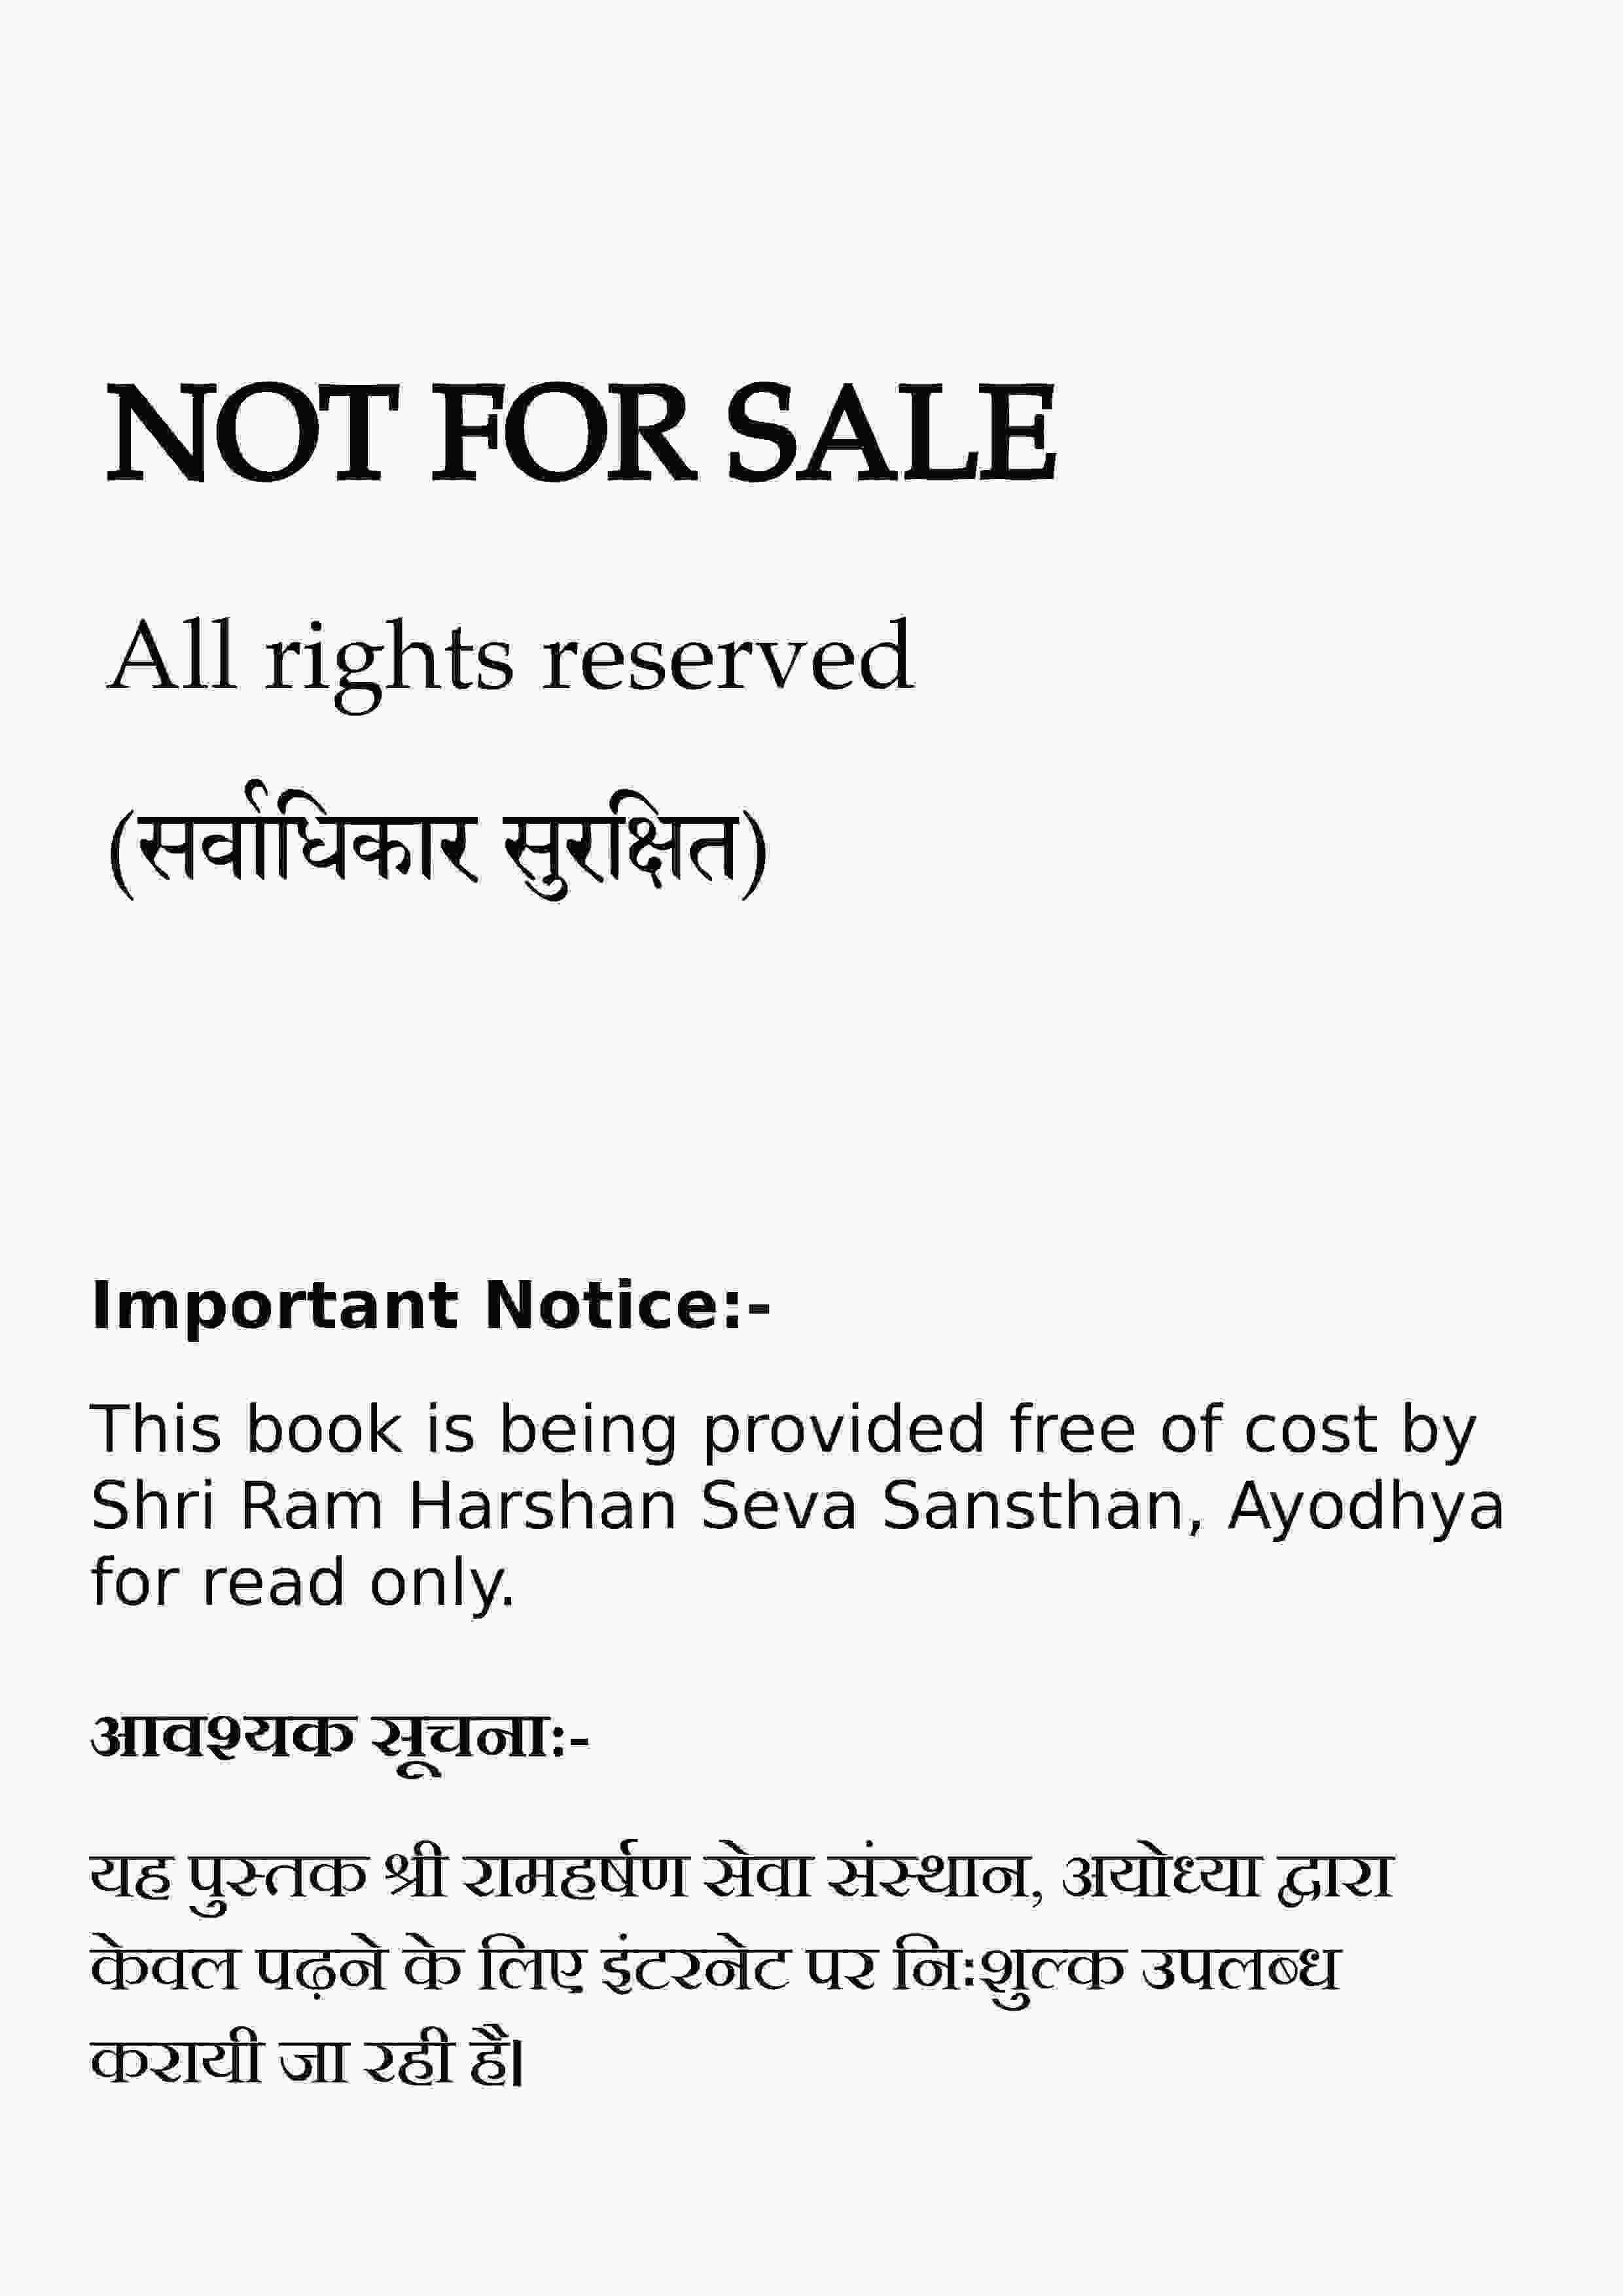 NOT FOR SALE
All rights reserved
(सर्वाधिकार सुरक्षित)
Important Notice:-
This book is being provided free of cost by
Shri Ram Harshan Seva Sansthan, Ayodhya
for read only.
आवश्यक सूचना:-
यह पुस्तक श्री रामहर्षण सेवा संस्थान, अयोध्या द्वारा
केवल पढ़ने के लिए इंटरनेट पर निःशुल्क उपलब्ध
करायी जा रही है।